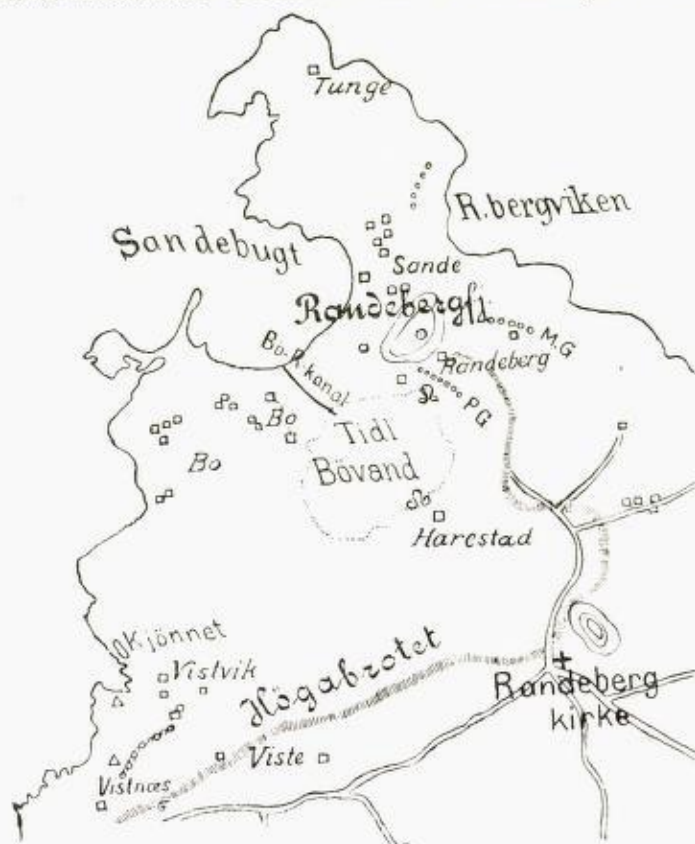 Tunge
R.bergviken
Sandebugt
Sande
Randebergfj
M.G
Bo-R.kanal
Randeberg
PG
Bo
Tidl
Bövand
Bo
Harestad
Kjönnet
Vistvik
Högabrotet
Randeberg
kirke
Viste
Vistnæs